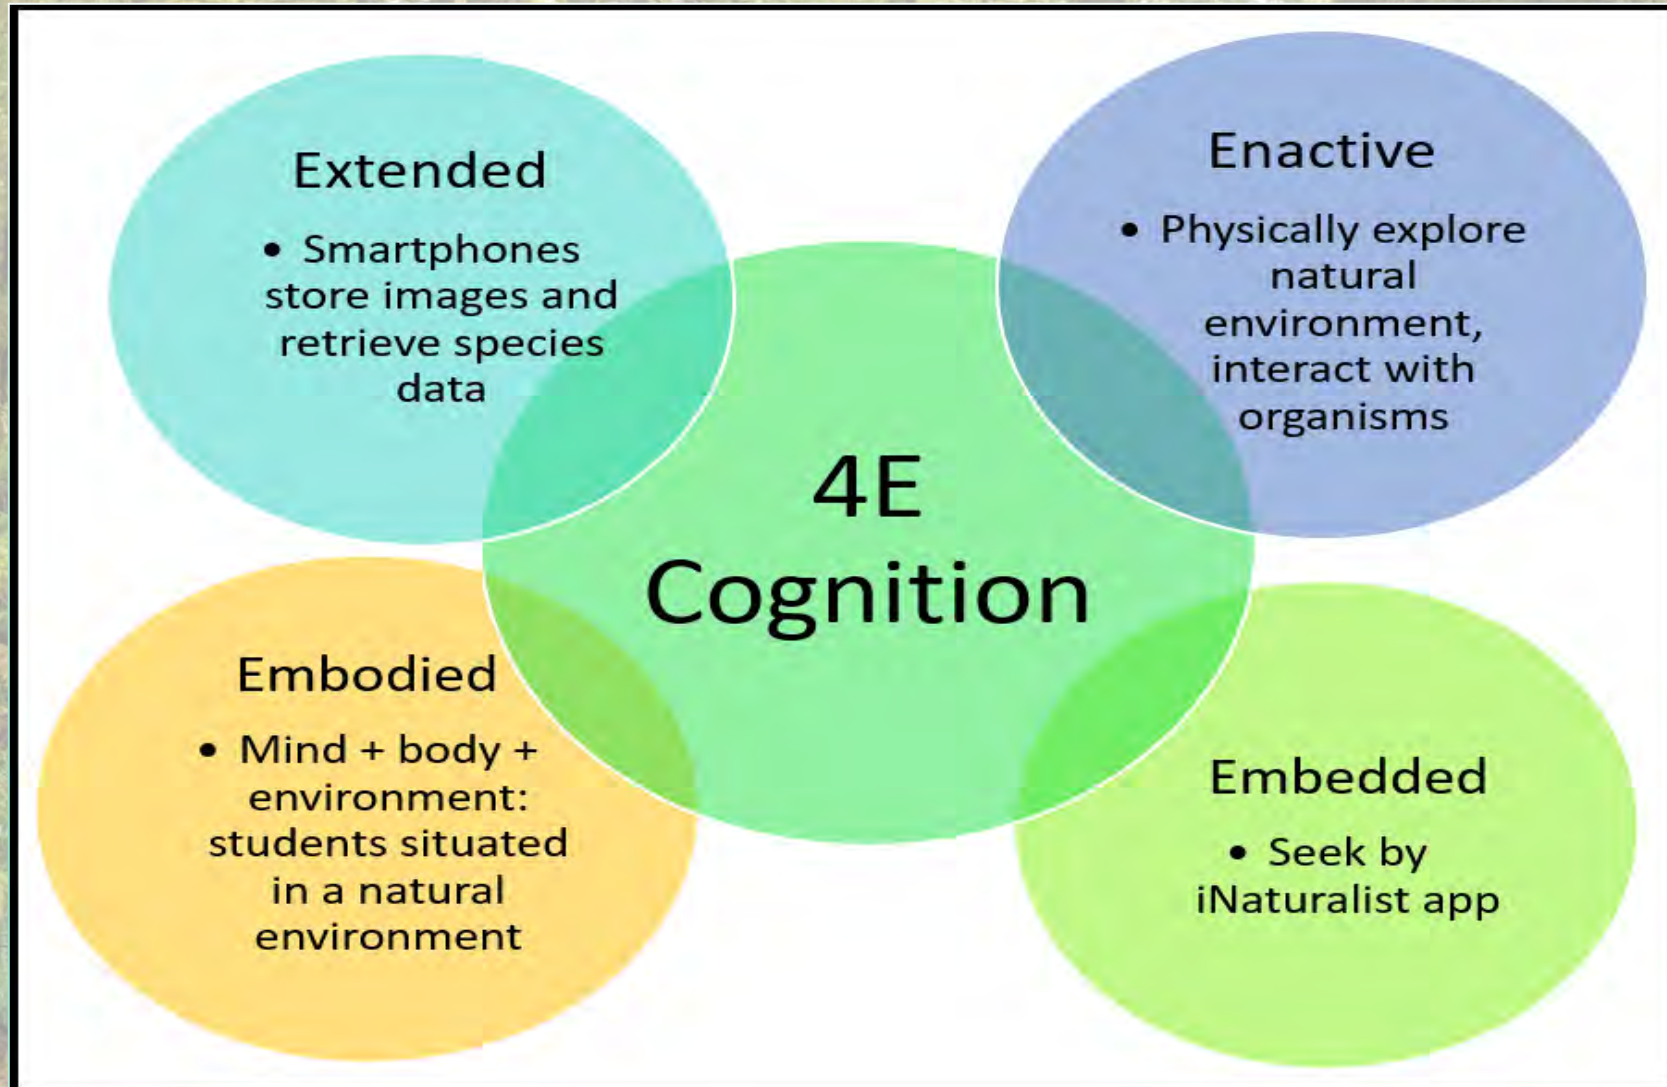 Extended
• Smartphones
store images and
retrieve species
data
Enactive
• Physically explore
natural
environment,
interact with
organisms
4E
Cognition
Embodied
• Mind + body +
environment:
students situated
in a natural
environment
Embedded
• Seek by
iNaturalist app